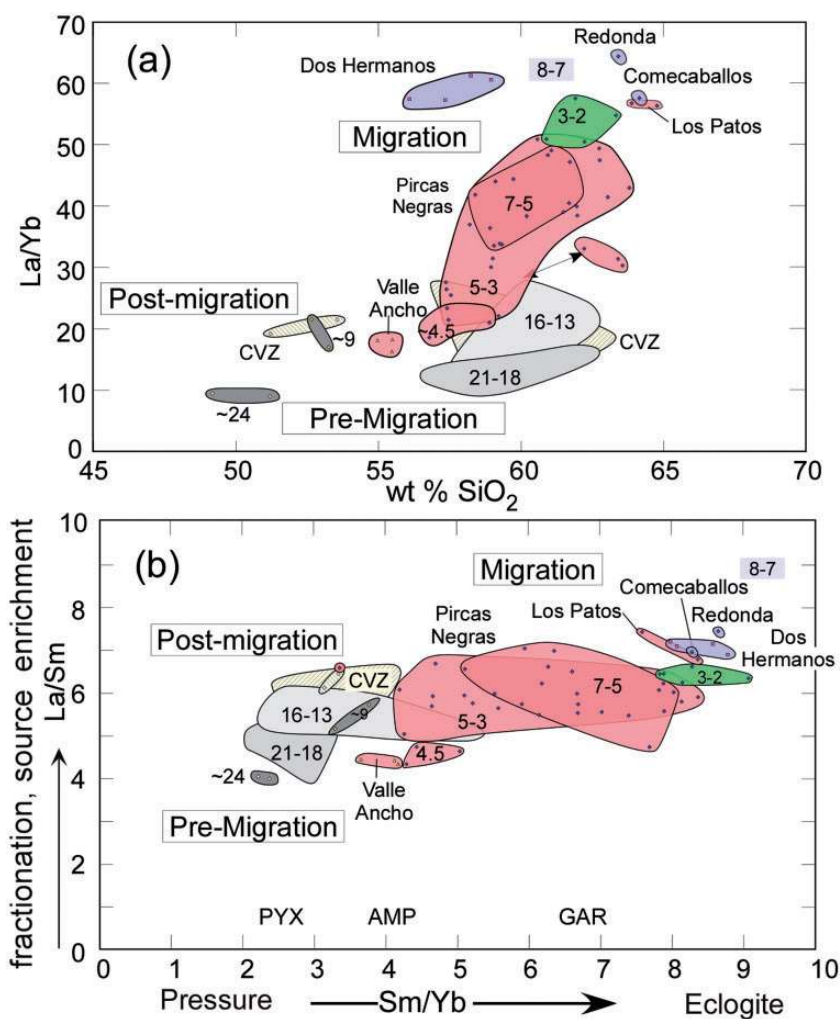 (a)
70
60
50
40
30
20
10
0
La/Yb
45
50
55
60
65
70
wt % SiO₂
Redonda
Dos Hermanos
8-7
Comecaballos
3-2
Los Patos
Migration
Pircas
Negras
7-5
Post-migration
Valle
Ancho
5-3
CVZ
~9
~4.5
16-13
CVZ
21-18
~24
Pre-Migration
(b)
10
8
6
4
2
0
fractionation, source enrichment
La/Sm
Migration
8-7
Comecaballos
Pircas
Negras
Los Patos
Redonda
Dos
Hermanos
Post-migration
CVZ
7-5
3-2
16-13
~9
5-3
21-18
4.5
~24
Valle
Ancho
Pre-Migration
PYX
AMP
GAR
0
1
2
3
4
5
6
7
8
9
10
Pressure
Sm/Yb
Eclogite